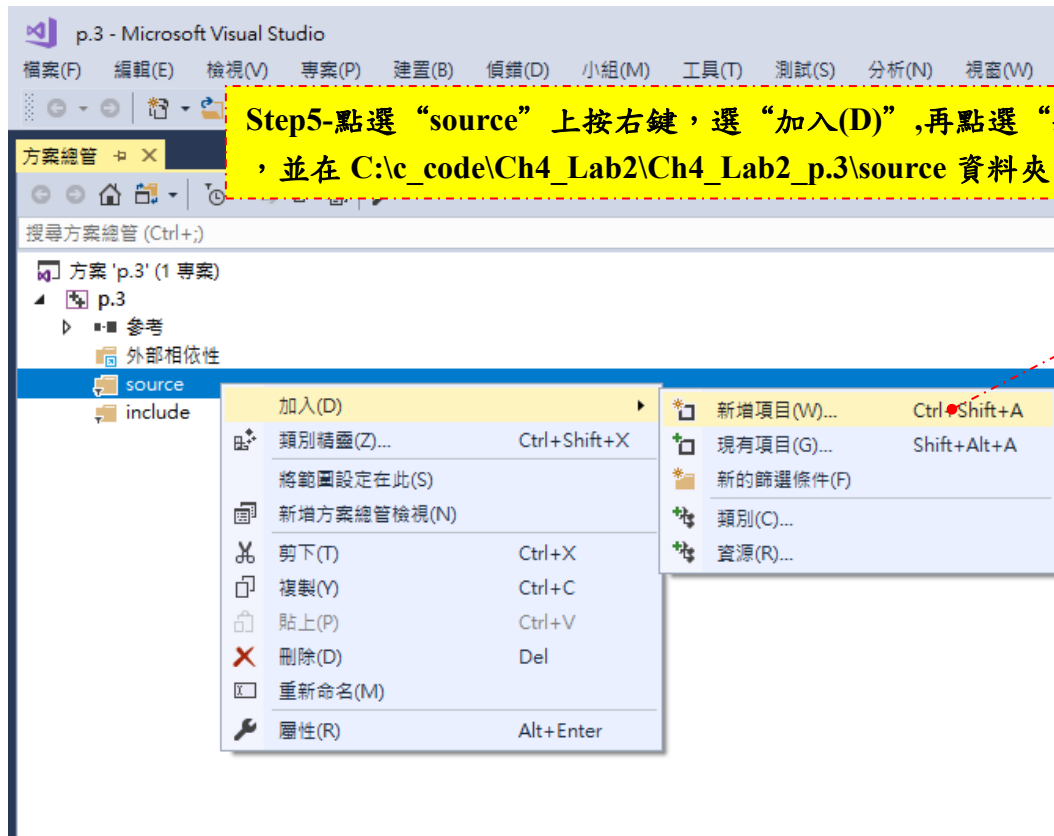 p.3 - Microsoft Visual Studio
檔案(F) 編輯(E) 檢視(V) 專案(P) 建置(B) 偵錯(D) 小組(M) 工具(T) 測試(S) 分析(N) 視窗(W)
Step5-點選“source”上按右鍵，選“加入(D)”,再點選“
，並在 C:\c_code\Ch4_Lab2\Ch4_Lab2_p.3\source 資料夾
方案總管
搜尋方案總管 (Ctrl+;)
方案 'p.3' (1 專案)
p.3
參考
外部相依性
source
include
加入(D)
類別精靈(Z)... Ctrl+Shift+X
將範圍設定在此(S)
新增方案總管檢視(N)
剪下(T) Ctrl+X
複製(Y) Ctrl+C
貼上(P) Ctrl+V
刪除(D) Del
重新命名(M)
屬性(R) Alt+Enter
新增項目(W)... Ctrl+Shift+A
現有項目(G)... Shift+Alt+A
新的篩選條件(F)
類別(C)...
資源(R)...